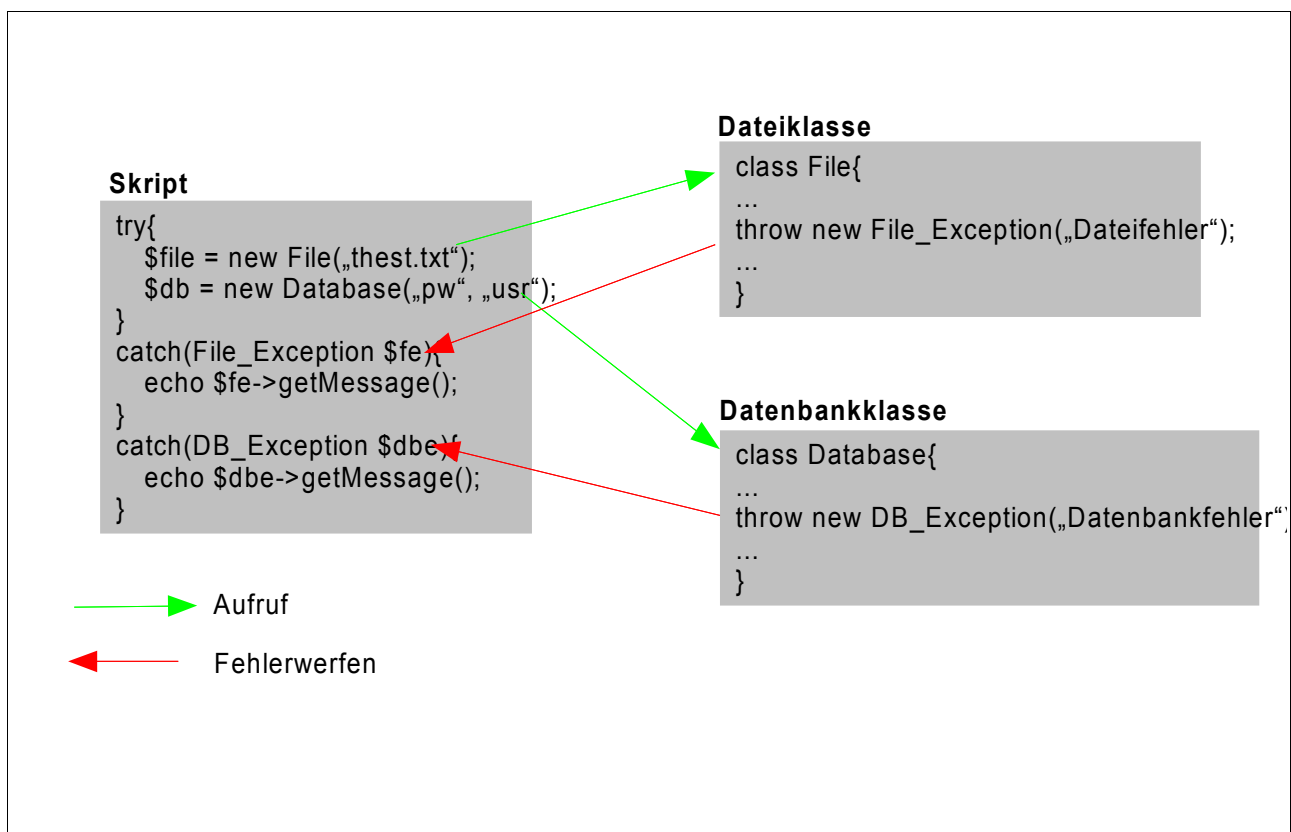 Skript
try{
$file = new File(„thest.txt“);
$db = new Database(„pw“, „usr“);
}
catch(File_Exception $fe){
echo $fe->getMessage();
}
catch(DB_Exception $dbe){
echo $dbe->getMessage();
}
Dateiklasse
class File{
...
throw new File_Exception(„Dateifehler“);
...
}
Datenbankklasse
class Database{
...
throw new DB_Exception(„Datenbankfehler“)
...
}
Aufruf
Fehlerwerfen